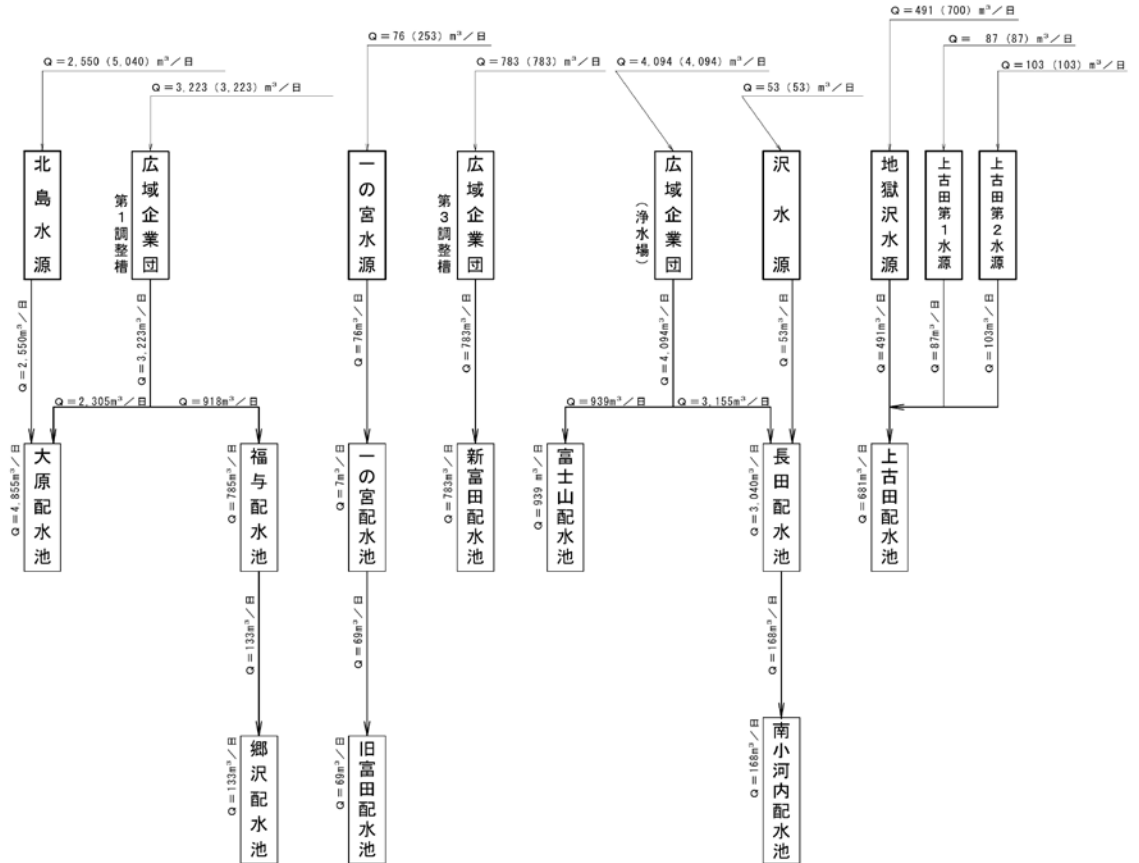 Q=491 (700) m³/日
Q=76 (253) m³/日
Q= 87 (87) m³/日
Q=2,550 (5,040) m³/日
Q=783 (783) m³/日
Q=4,094 (4,094) m³/日
Q=103 (103) m³/日
Q=3,223 (3,223) m³/日
Q=53 (53) m³/日
北島水源
広域企業団
第1調整槽
一の宮水源
広域企業団
第3調整槽
広域企業団
(浄水場)
沢水源
地獄沢水源
上古田第1水源
上古田第2水源
Q=2,550m³/日
Q=3,223m³/日
Q=76m³/日
Q=783m³/日
Q=4,094m³/日
Q=53m³/日
Q=491m³/日
Q=87m³/日
Q=103m³/日
Q=2,305m³/日
Q=918m³/日
Q=939m³/日
Q=3,155m³/日
Q=4,855m³/日
大原配水池
Q=785m³/日
福与配水池
Q=7m³/日
一の宮配水池
Q=783m³/日
新富田配水池
Q=939 m³/日
富士山配水池
Q=3,040m³/日
長田配水池
Q=681m³/日
上古田配水池
Q=133m³/日
Q=69m³/日
Q=168m³/日
Q=133m³/日
郷沢配水池
Q=69m³/日
旧富田配水池
Q=168m³/日
南小河内配水池